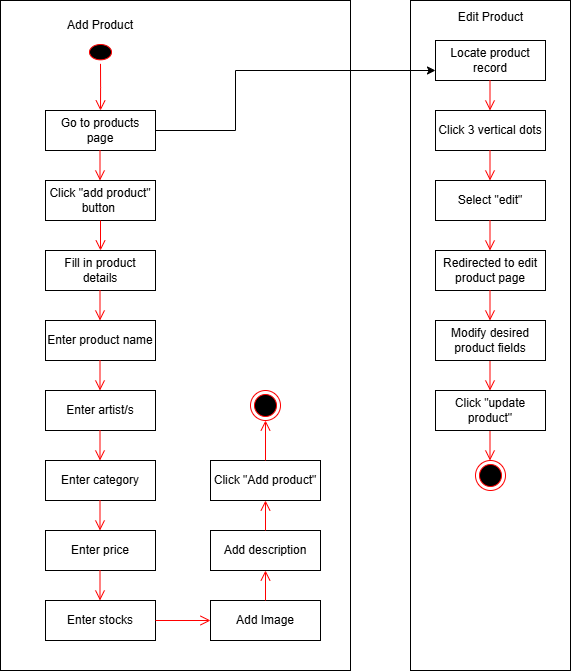 Add Product
Go to products
page
Click "add product"
button
Fill in product
details
Enter product name
Enter artist/s
Enter category
Enter price
Enter stocks
Add Image
Add description
Click "Add product"
Edit Product
Locate product
record
Click 3 vertical dots
Select "edit"
Redirected to edit
product page
Modify desired
product fields
Click "update
product"